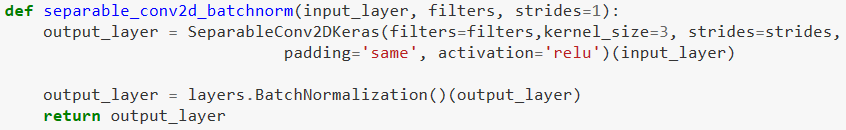 def separable_conv2d_batchnorm(input_layer, filters, strides=1):
    output_layer = SeparableConv2DKeras(filters=filters,kernel_size=3, strides=strides,
                             padding='same', activation='relu')(input_layer)

    output_layer = layers.BatchNormalization()(output_layer)
    return output_layer